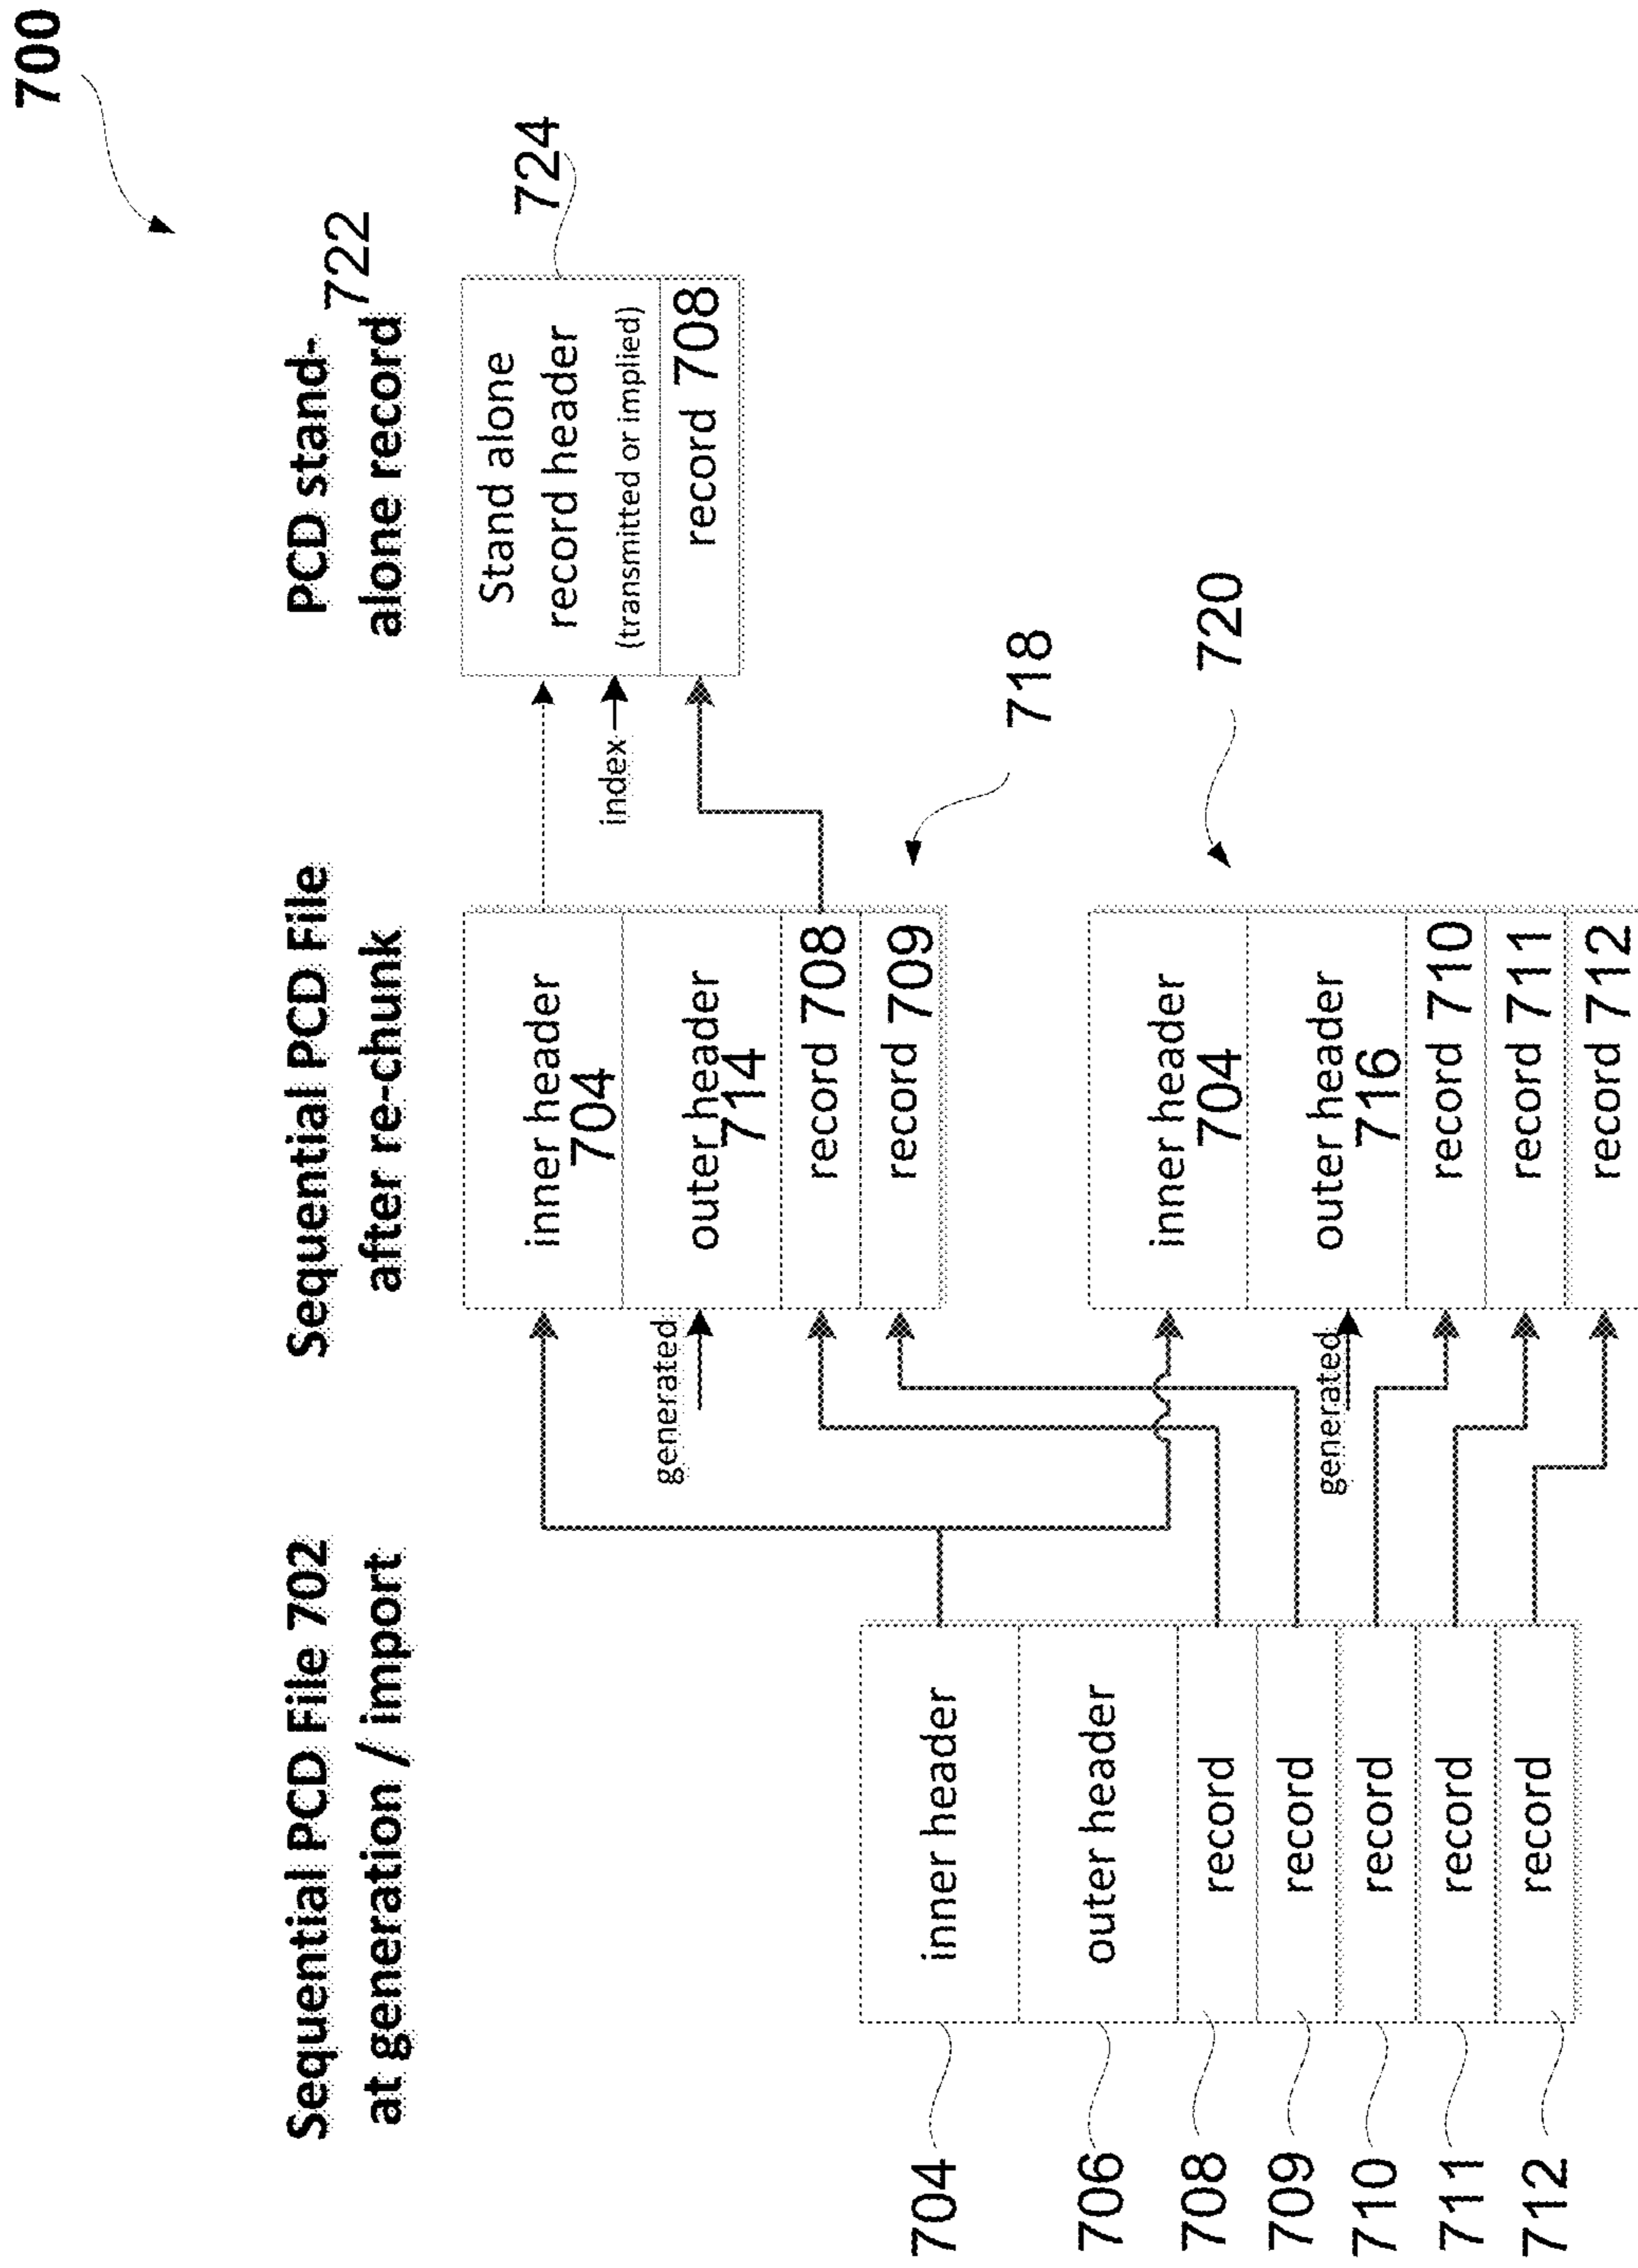 700
Sequential PCD File 702
at generation / import
704
inner header
706
outer header
708
record
709
record
710
record
711
record
712
record
Sequential PCD File
after re-chunk
inner header
704
generated
outer header
714
record 708
record 709
718
inner header
704
generated
outer header
716
record 710
record 711
record 712
720
PCD stand-
alone record
722
Stand alone
record header
(transmitted or implied)
index
record 708
724